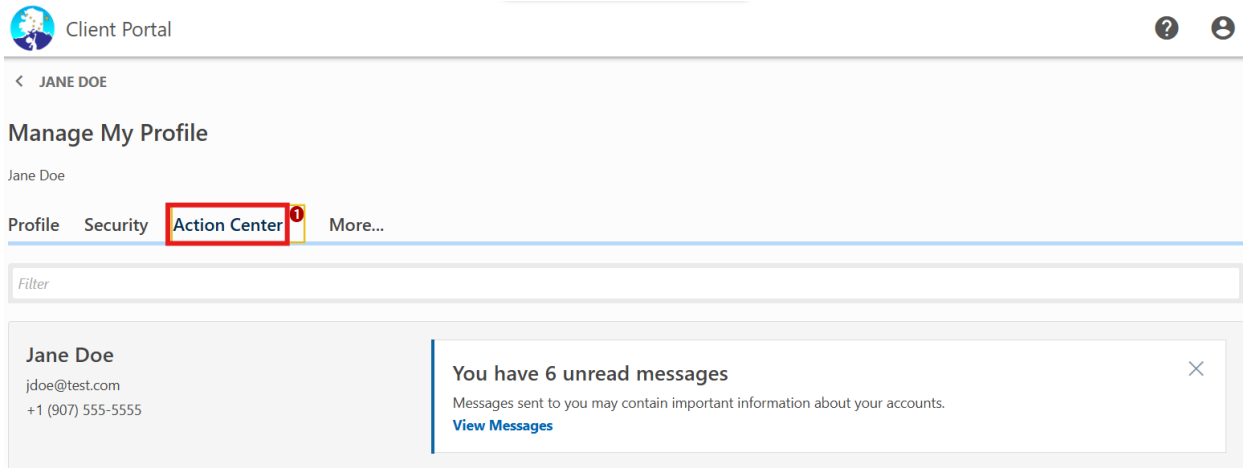 Client Portal
JANE DOE
Manage My Profile
Jane Doe
Profile Security Action Center 1 More...
Filter
Jane Doe
jdoe@test.com
+1 (907) 555-5555
You have 6 unread messages
Messages sent to you may contain important information about your accounts.
View Messages